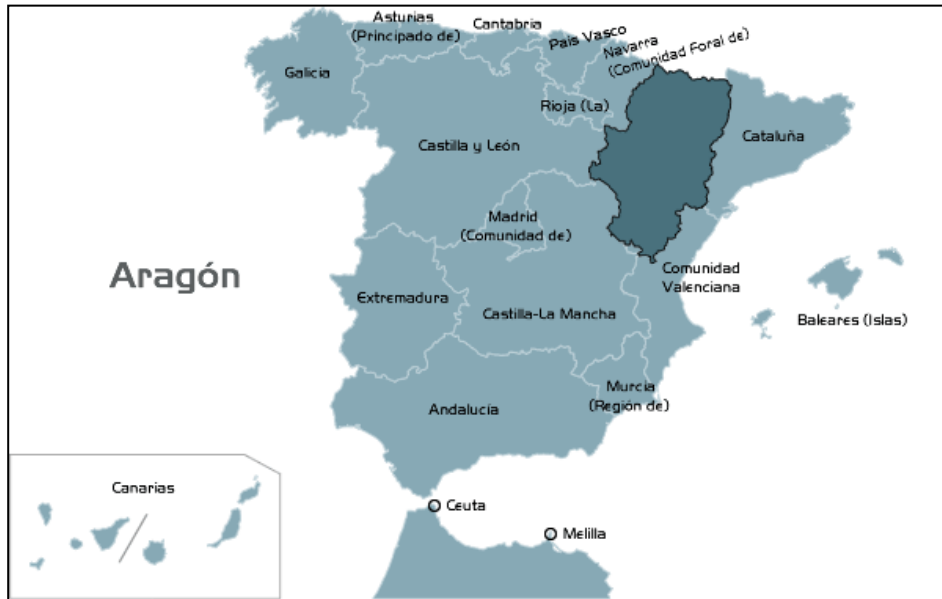 Asturias
(Principado de)
Cantabria
País Vasco
Navarra
(Comunidad Foral de)
Galicia
Rioja (La)
Castilla y León
Cataluña
Madrid
(Comunidad de)
Aragón
Comunidad
Valenciana
Extremadura
Castilla-La Mancha
Baleares (Islas)
Murcia
(Región de)
Andalucía
Canarias
Ceuta
Melilla